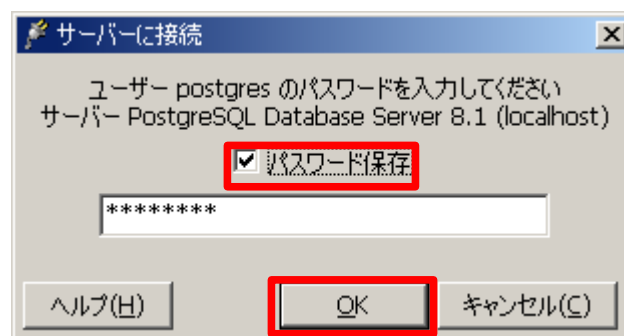 サーバーに接続
ユーザー postgres のパスワードを入力してください
サーバー PostgreSQL Database Server 8.1 (localhost)
パスワード保存
********
ヘルプ(H) OK キャンセル(C)